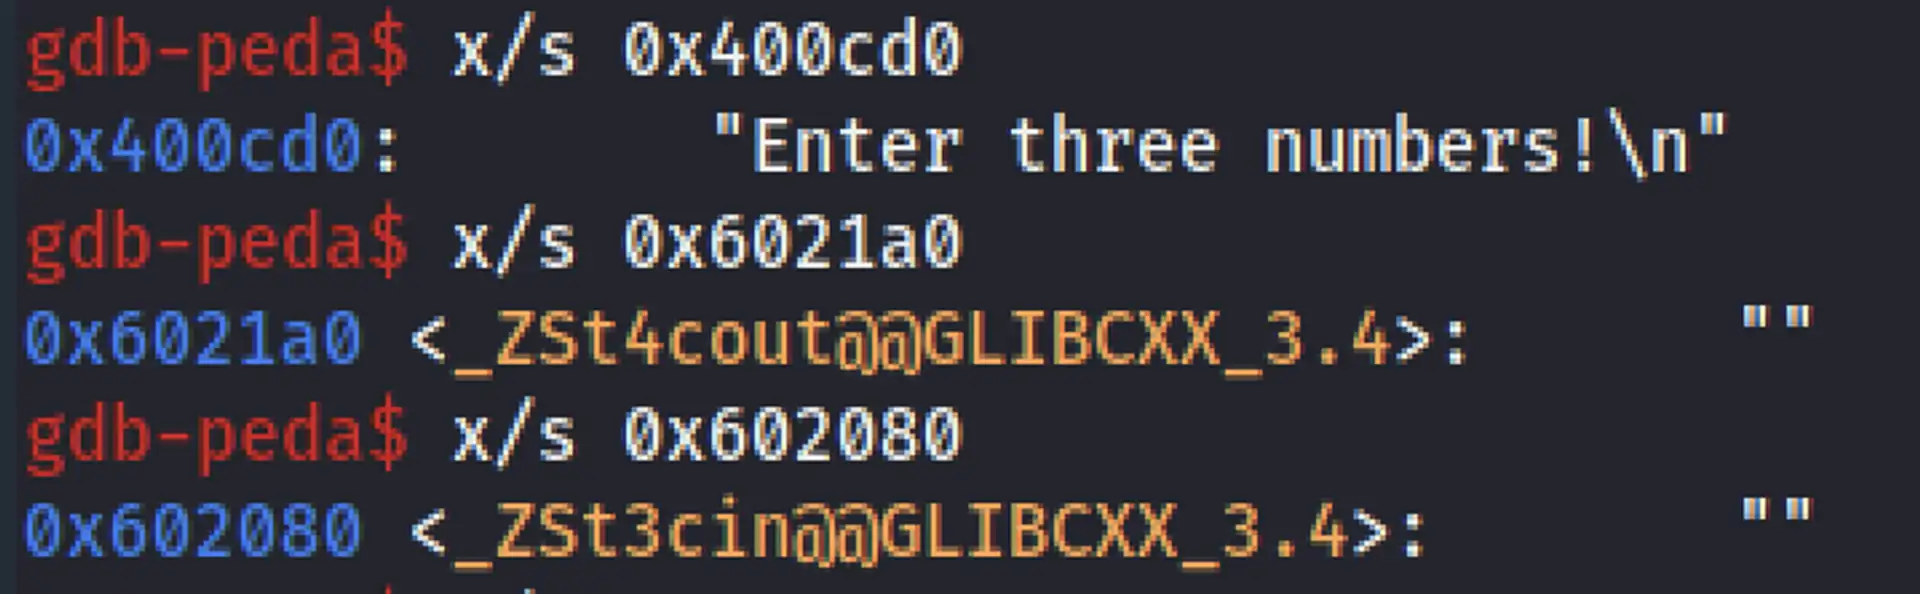 gdb-peda$ x/s 0x400cd0
0x400cd0:       "Enter three numbers!\n"
gdb-peda$ x/s 0x6021a0
0x6021a0 <_ZSt4cout@@GLIBCXX_3.4>:      ""
gdb-peda$ x/s 0x602080
0x602080 <_ZSt3cin@@GLIBCXX_3.4>:       ""